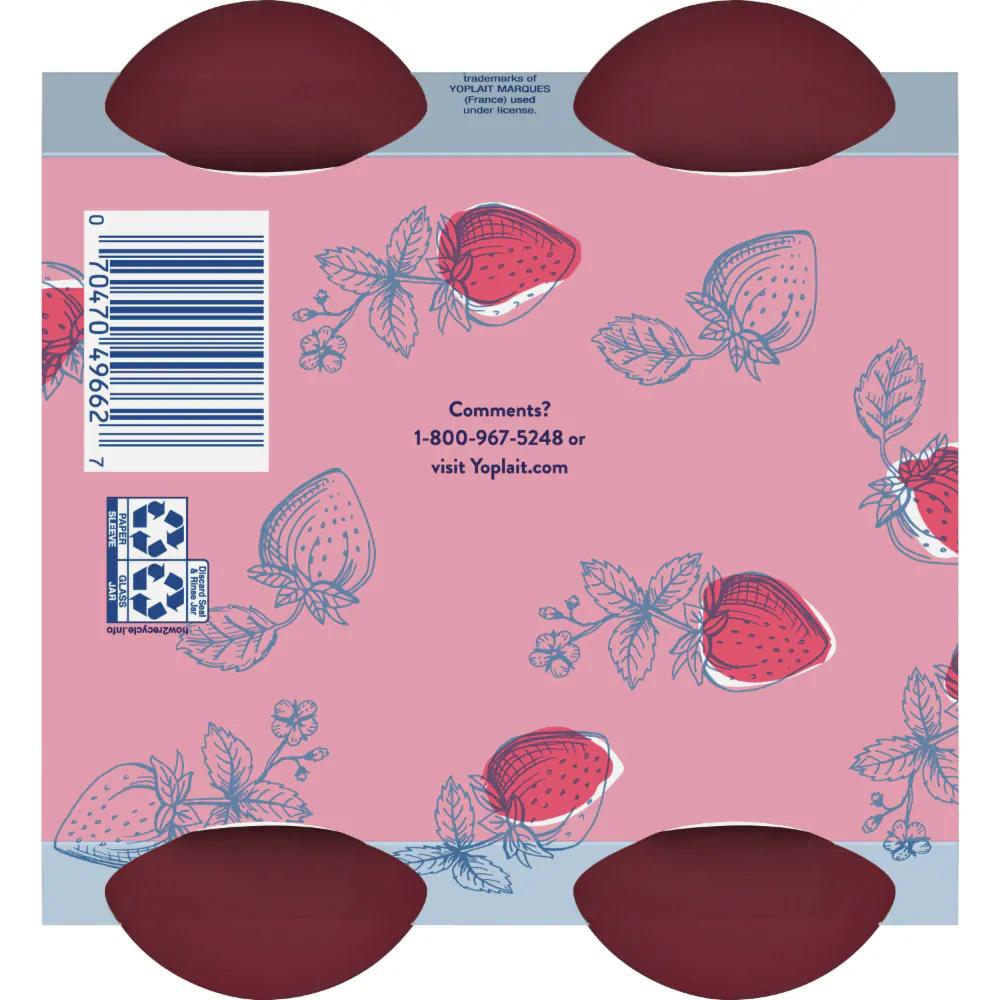 trademarks of
YOPLAIT MARQUES
(France) used
under license.
0 70470 49662 7
Comments?
1-800-967-5248 or
visit Yoplait.com
PAPER
SLEEVE
GLASS
JAR
Discard Seal
& Rinse Jar
how2recycle.info